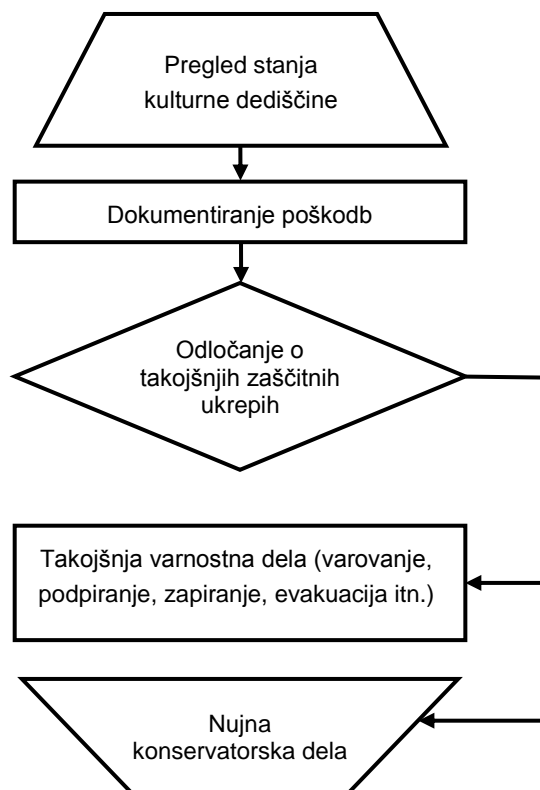 Pregled stanja
kulturne dediščine
Dokumentiranje poškodb
Odločanje o
takojšnjih zaščitnih
ukrepih
Takojšnja varnostna dela (varovanje,
podpiranje, zapiranje, evakuacija itn.)
Nujna
konservatorska dela